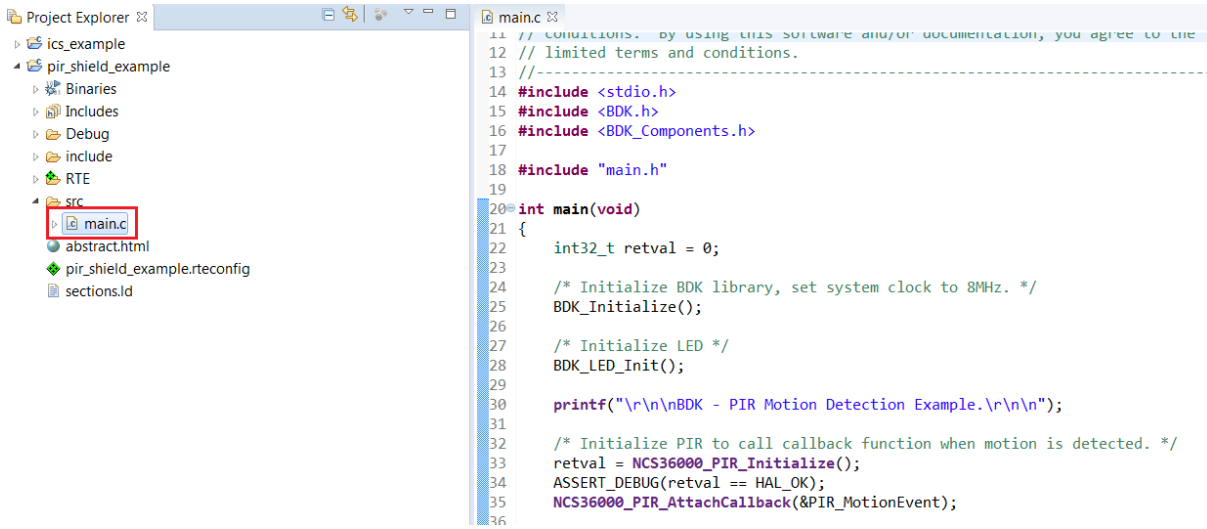 Project Explorer
ics_example
pir_shield_example
Binaries
Includes
Debug
include
RTE
src
main.c
abstract.html
pir_shield_example.rteconfig
sections.ld
main.c
11 // conditions. By using this software and/or documentation, you agree to the
12 // limited terms and conditions.
13 //-----------------------------------------------------------------------------
14 #include <stdio.h>
15 #include <BDK.h>
16 #include <BDK_Components.h>
17
18 #include "main.h"
19
20 int main(void)
21 {
22     int32_t retval = 0;
23
24     /* Initialize BDK library, set system clock to 8MHz. */
25     BDK_Initialize();
26
27     /* Initialize LED */
28     BDK_LED_Init();
29
30     printf("\r\n\nBDK - PIR Motion Detection Example.\r\n\n");
31
32     /* Initialize PIR to call callback function when motion is detected. */
33     retval = NCS36000_PIR_Initialize();
34     ASSERT_DEBUG(retval == HAL_OK);
35     NCS36000_PIR_AttachCallback(&PIR_MotionEvent);
36